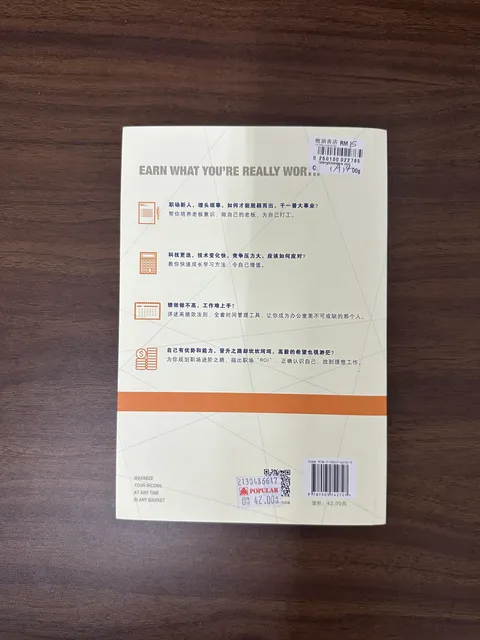 RM 15
0 250100 022765
EARN WHAT YOU'RE REALLY WOR
职场新人，埋头做事，如何才能脱颖而出，干一番大事业？
帮你培养老板意识，做自己的老板，为自己打工。
科技更迭，技术变化快，竞争压力大，应该如何应对？
教你快速成长学习方法，令自己增值。
绩效做不高，工作难上手？
详述高绩效法则、全套时间管理工具，让你成为办公室里不可或缺的那个人。
自己有优势和能力，晋升之路却坎坎坷坷，高薪的希望也很渺茫？
为你规划职场进阶之路，蹦出职场“ROI”，正确认识自己，找到理想工作。
MAXIMIZE
YOUR INCOME
AT ANY TIME
IN ANY MARKET
2130486617
POPULAR
42.00
定价：42.00元